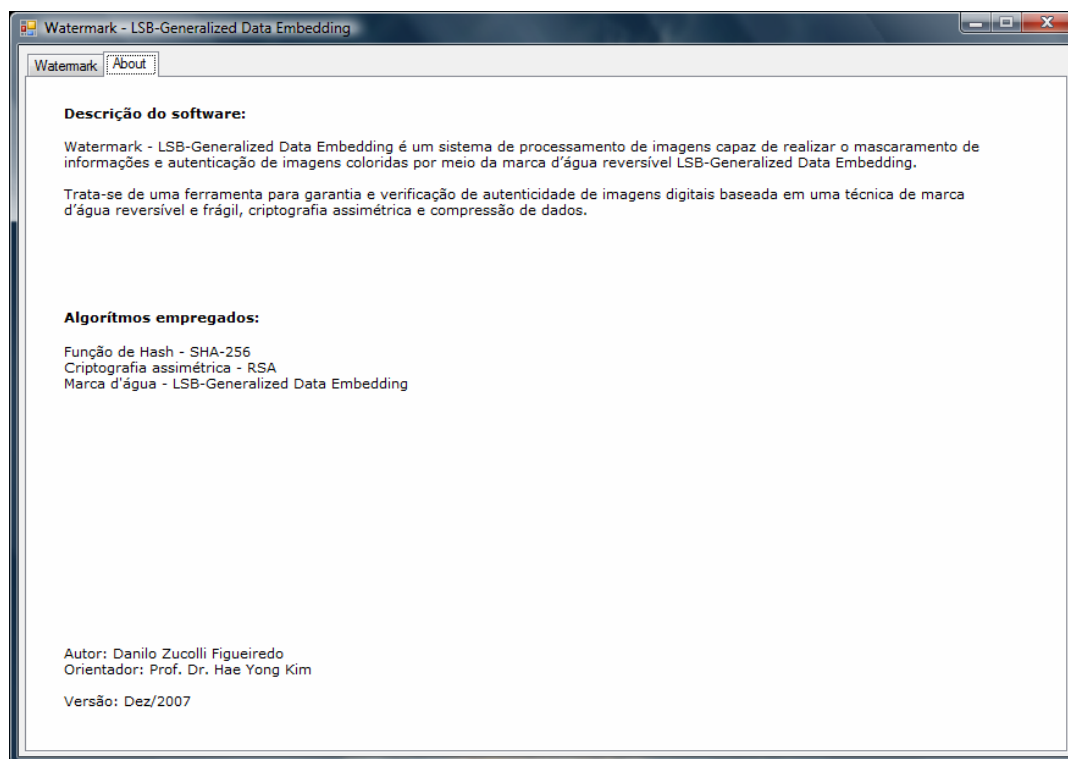 Watermark - LSB-Generalized Data Embedding
Watermark About
Descrição do software:
Watermark - LSB-Generalized Data Embedding é um sistema de processamento de imagens capaz de realizar o mascaramento de
informações e autenticação de imagens coloridas por meio da marca d’água reversível LSB-Generalized Data Embedding.
Trata-se de uma ferramenta para garantia e verificação de autenticidade de imagens digitais baseada em uma técnica de marca
d’água reversível e frágil, criptografia assimétrica e compressão de dados.
Algorítmos empregados:
Função de Hash - SHA-256
Criptografia assimétrica - RSA
Marca d'água - LSB-Generalized Data Embedding
Autor: Danilo Zucolli Figueiredo
Orientador: Prof. Dr. Hae Yong Kim
Versão: Dez/2007